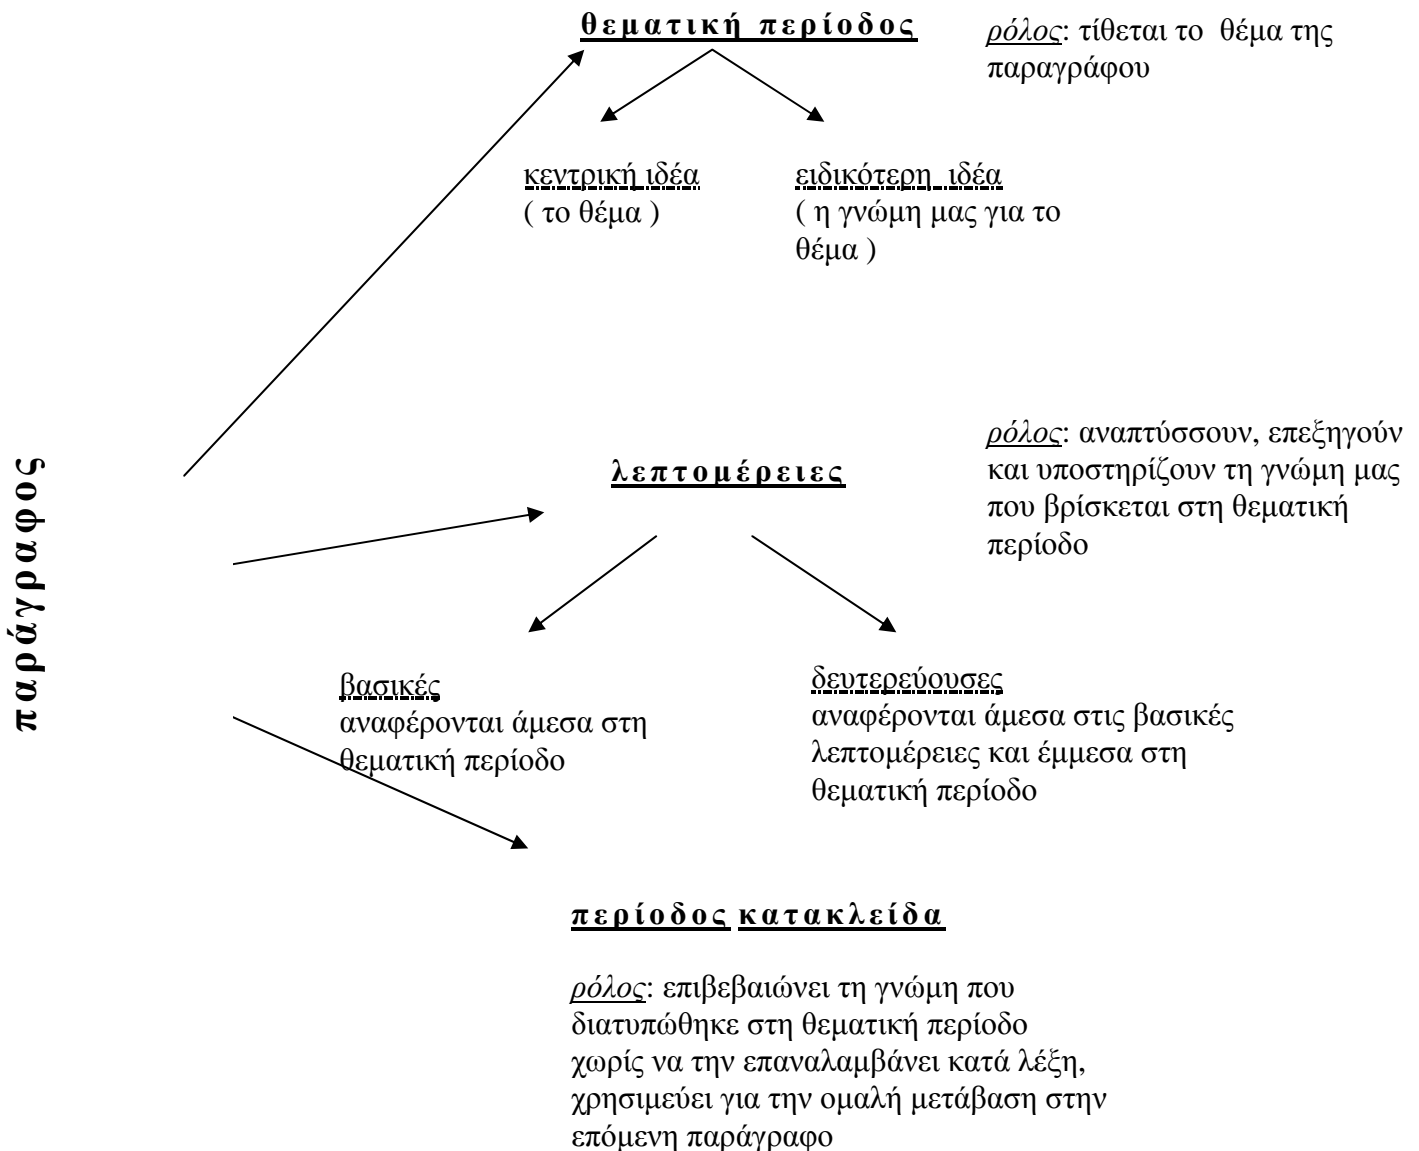 θεματική περίοδος
ρόλος: τίθεται το θέμα της
παραγράφου
κεντρική ιδέα
( το θέμα )
ειδικότερη ιδέα
( η γνώμη μας για το
θέμα )
παράγραφος
λεπτομέρειες
ρόλος: αναπτύσσουν, επεξηγούν
και υποστηρίζουν τη γνώμη μας
που βρίσκεται στη θεματική
περίοδο
βασικές
αναφέρονται άμεσα στη
θεματική περίοδο
δευτερεύουσες
αναφέρονται άμεσα στις βασικές
λεπτομέρειες και έμμεσα στη
θεματική περίοδο
περίοδος κατακλείδα
ρόλος: επιβεβαιώνει τη γνώμη που
διατυπώθηκε στη θεματική περίοδο
χωρίς να την επαναλαμβάνει κατά λέξη,
χρησιμεύει για την ομαλή μετάβαση στην
επόμενη παράγραφο